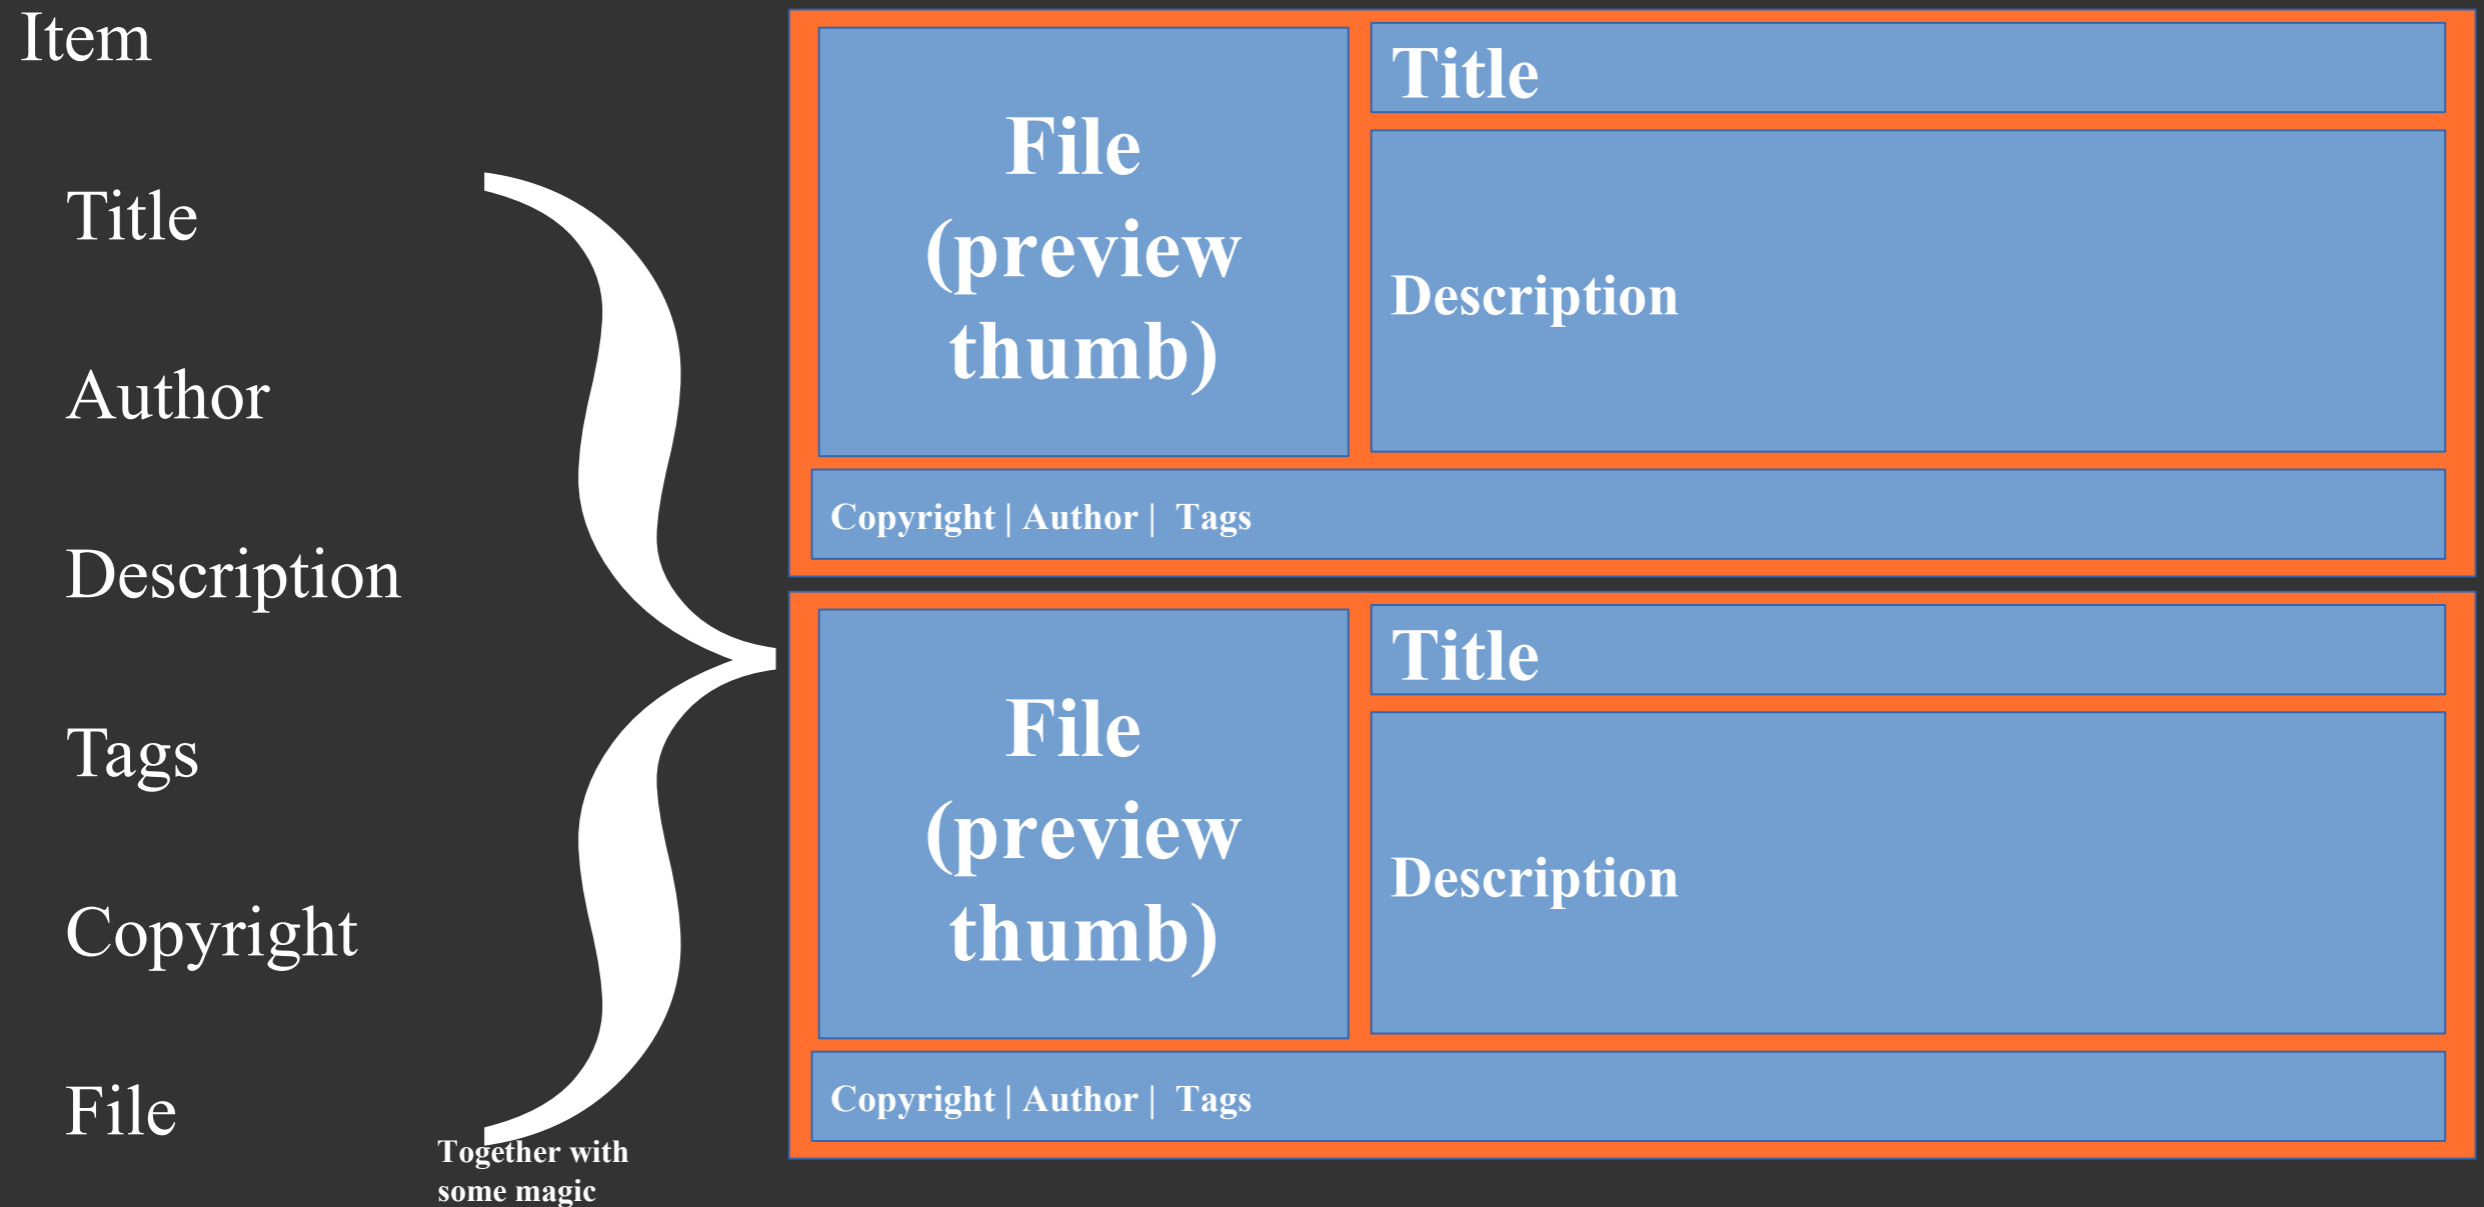 Item
Title
Author
Description
Tags
Copyright
File
Together with
some magic
File
(preview
thumb)
Title
Description
Copyright | Author |  Tags
File
(preview
thumb)
Title
Description
Copyright | Author |  Tags